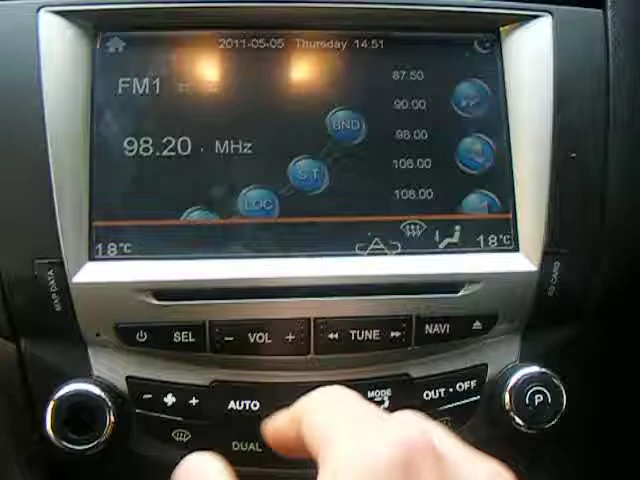 2011-05-05 Thursday 14:51
FM1
98.20 MHz
BND
S.T
LOC
87.50
90.00
98.00
106.00
108.00
18°C
18°C
MAP DATA
SD CARD
SEL
- VOL +
TUNE
NAVI
- +
AUTO
MODE
OUT • OFF
DUAL
P